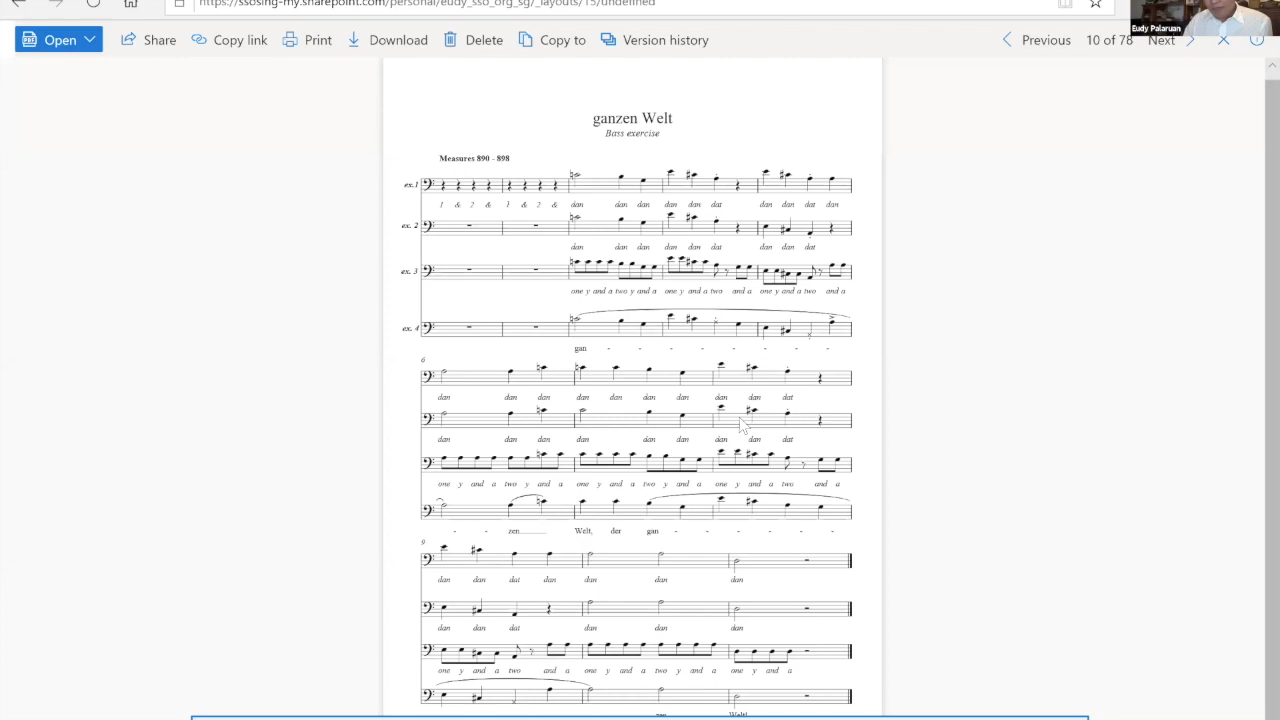 https://ssosing-my.sharepoint.com/personal/eudy_sso_org_sg/_layouts/15/undefined
Eudy Palaruan
Open Share Copy link Print Download Copy to Version history Previous 10 of 78 Next
ganzen Welt
Bass exercise
Measures 890 - 898
ex.1
1 & 2 & 1 & 2 & dan dan dan dan dan dat dan dan dat dan
ex. 2
dan dan dan dan dan dat dan dan dat
ex. 3
one y and a two y and a one y and a two and a one y and a two and a
ex. 4
gan - - - - - - - -
6
dan dan dan dan dan dan dan dan dan dat
dan dan dan dan dan dan dan dan dat
one y and a two y and a one y and a two y and a one y and a two and a
- - zen____ Welt, der gan - - - - - -
9
dan dan dat dan dan dan dan
dan dan dat dan dan dan
one y and a two and a one y and a two y and a one y and a
zen Welt!